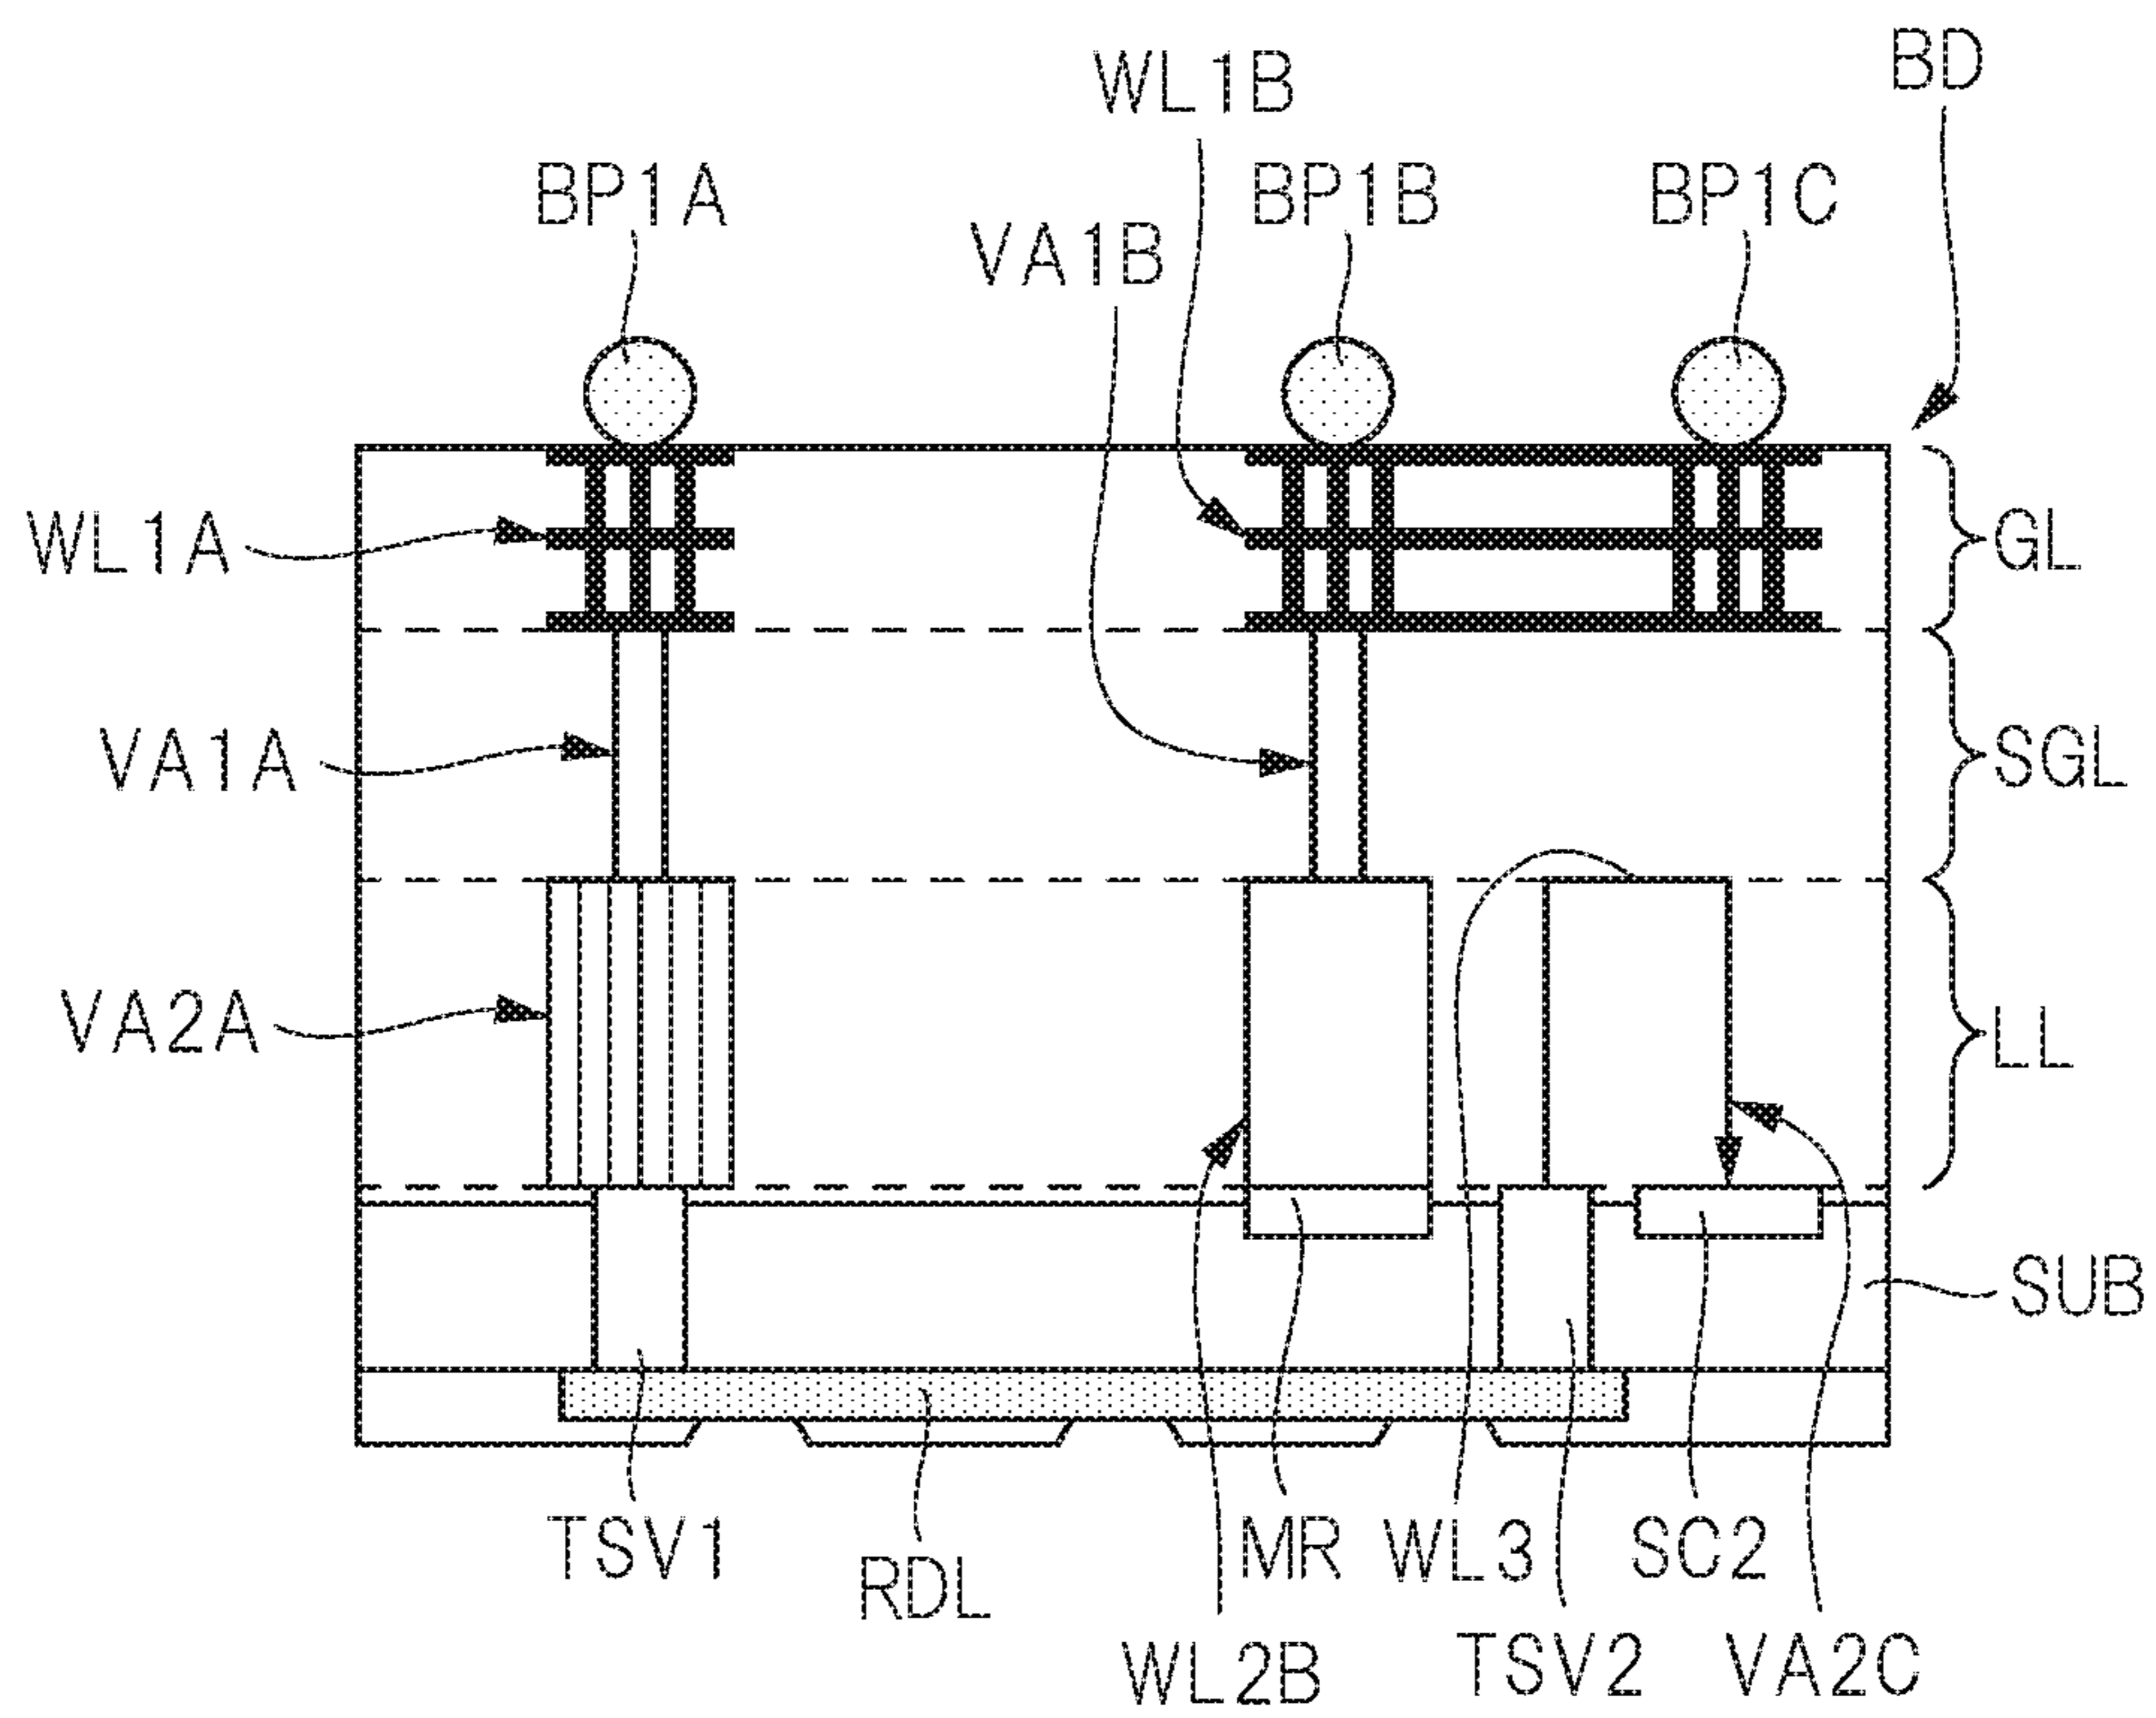 BD
WL1B
BP1A
BP1B
BP1C
VA1B
WL1A
GL
VA1A
SGL
VA2A
LL
SUB
TSV1
RDL
MR
WL3
SC2
WL2B
TSV2
VA2C